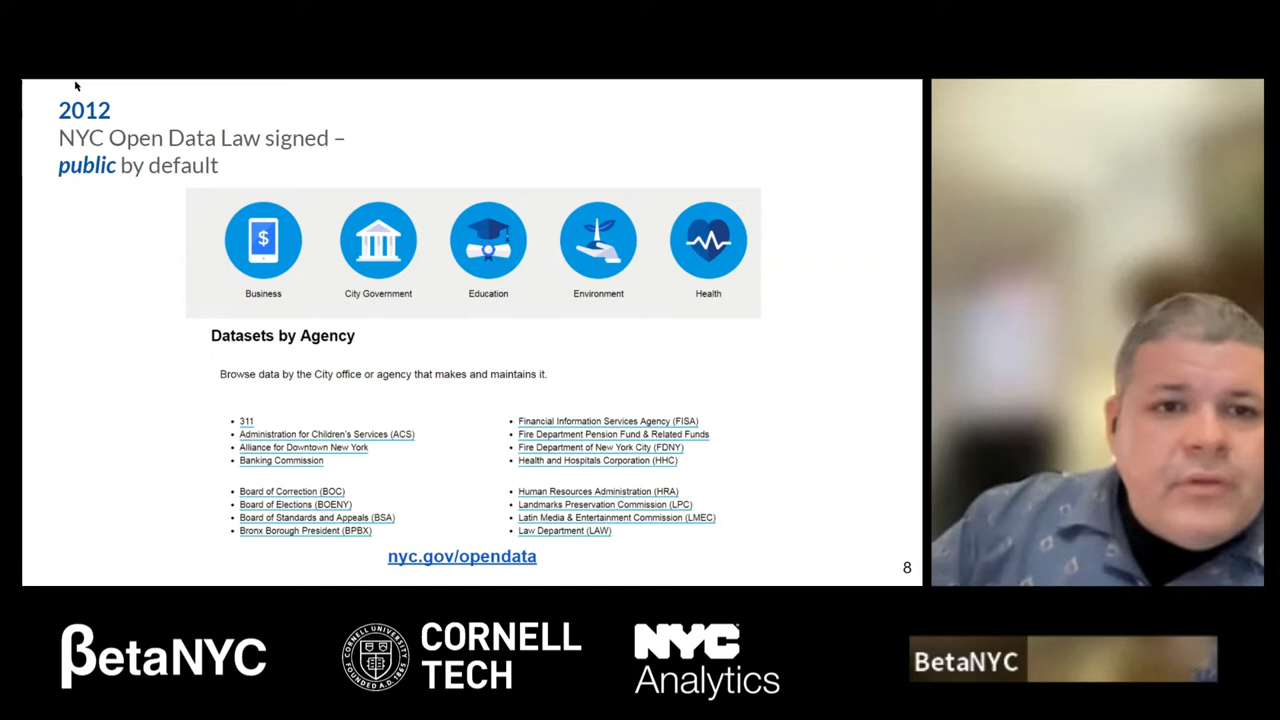 2012
NYC Open Data Law signed –
public by default
Business
City Government
Education
Environment
Health
Datasets by Agency
Browse data by the City office or agency that makes and maintains it.
311
Administration for Children's Services (ACS)
Alliance for Downtown New York
Banking Commission
Board of Correction (BOC)
Board of Elections (BOENY)
Board of Standards and Appeals (BSA)
Bronx Borough President (BPBX)
Financial Information Services Agency (FISA)
Fire Department Pension Fund & Related Funds
Fire Department of New York City (FDNY)
Health and Hospitals Corporation (HHC)
Human Resources Administration (HRA)
Landmarks Preservation Commission (LPC)
Latin Media & Entertainment Commission (LMEC)
Law Department (LAW)
nyc.gov/opendata
8
βetaNYC
CORNELL
TECH
NYC
Analytics
BetaNYC